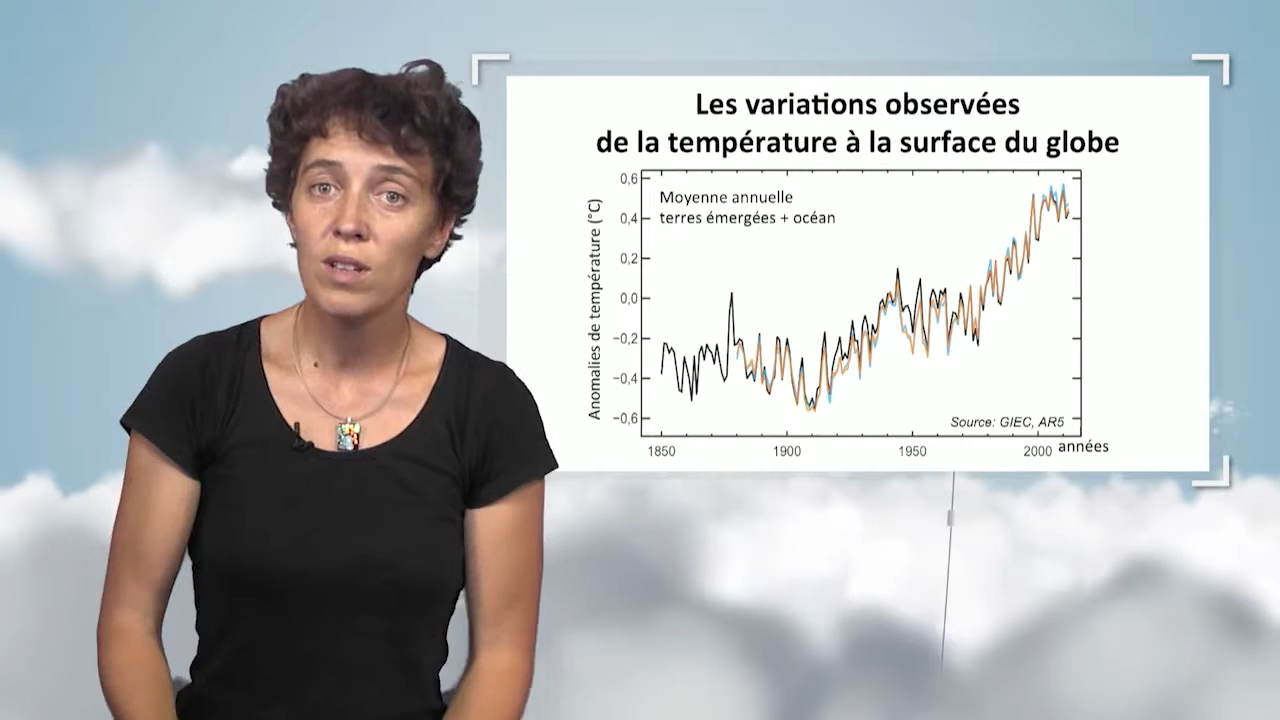 Les variations observées
de la température à la surface du globe
Moyenne annuelle
terres émergées + océan
Anomalies de température (°C)
0,6
0,4
0,2
0,0
−0,2
−0,4
−0,6
Source: GIEC, AR5
1850 1900 1950 2000 années